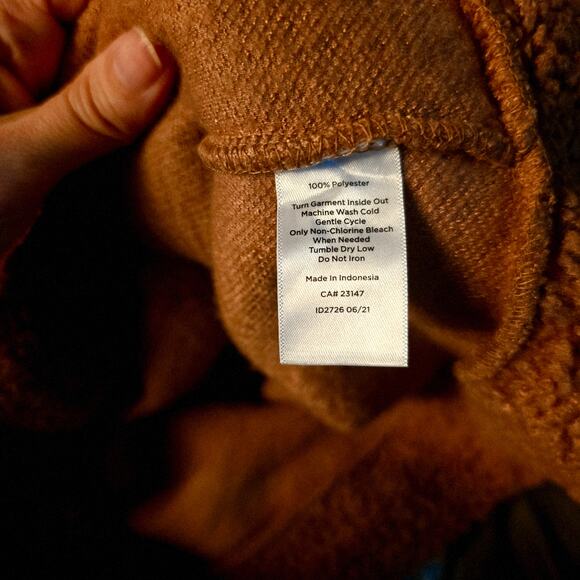 100% Polyester
Turn Garment Inside Out
Machine Wash Cold
Gentle Cycle
Only Non-Chlorine Bleach
When Needed
Tumble Dry Low
Do Not Iron
Made in Indonesia
CA# 23147
ID2726 06/21